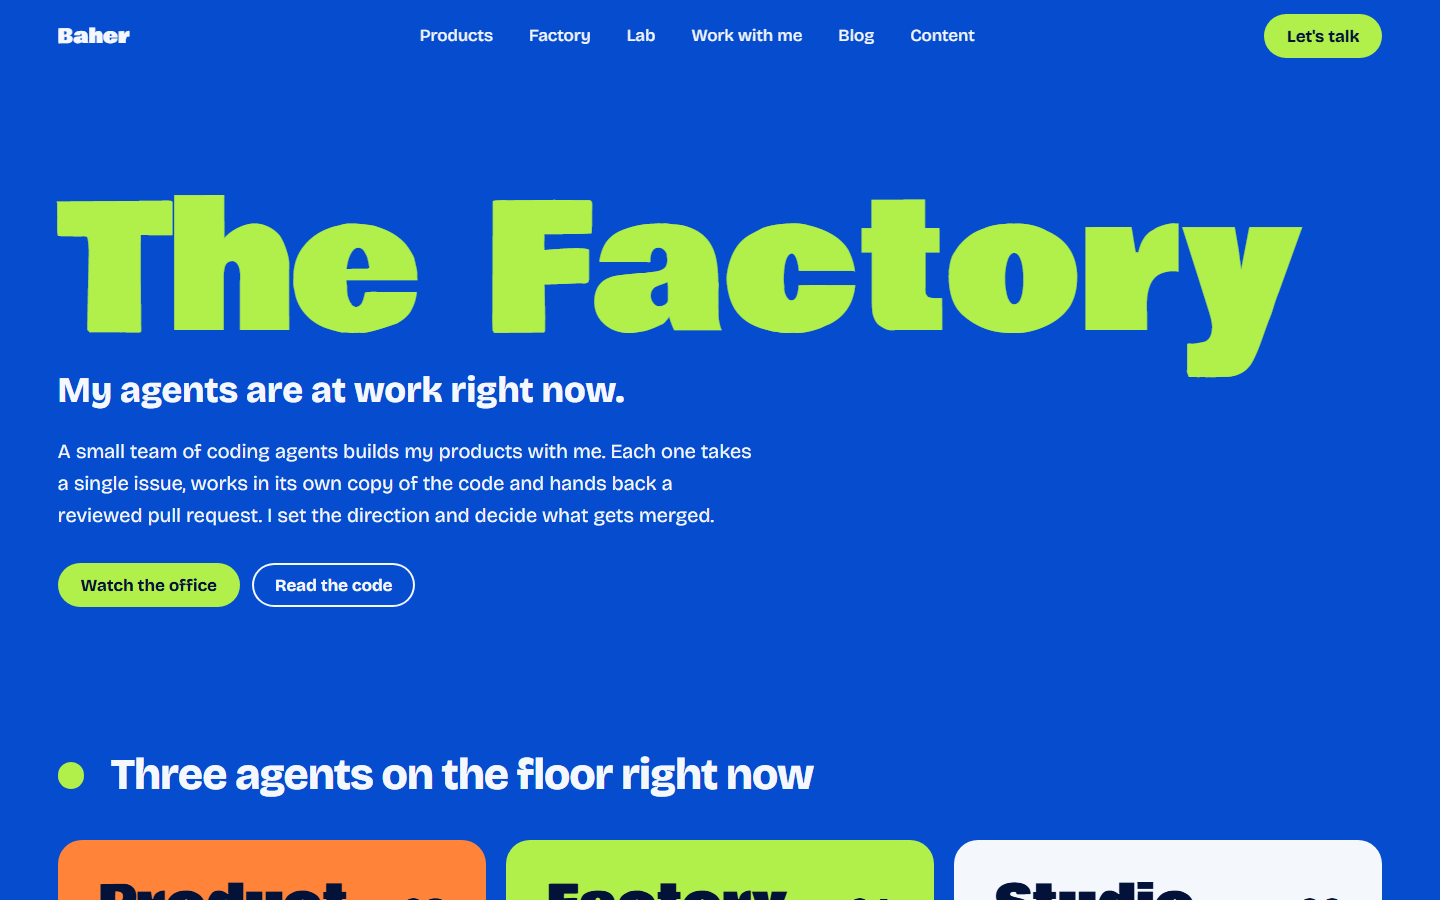 Baher
Products
Factory
Lab
Work with me
Blog
Content
Let's talk
The Factory
My agents are at work right now.
A small team of coding agents builds my products with me. Each one takes
a single issue, works in its own copy of the code and hands back a
reviewed pull request. I set the direction and decide what gets merged.
Watch the office
Read the code
Three agents on the floor right now
Product
Factory
Studio